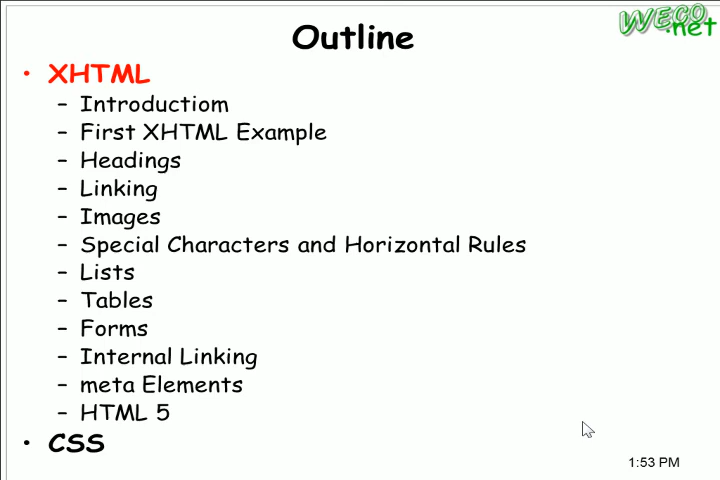 Outline
WECO
.net
• XHTML
– Introductiom
– First XHTML Example
– Headings
– Linking
– Images
– Special Characters and Horizontal Rules
– Lists
– Tables
– Forms
– Internal Linking
– meta Elements
– HTML 5
• CSS
1:53 PM